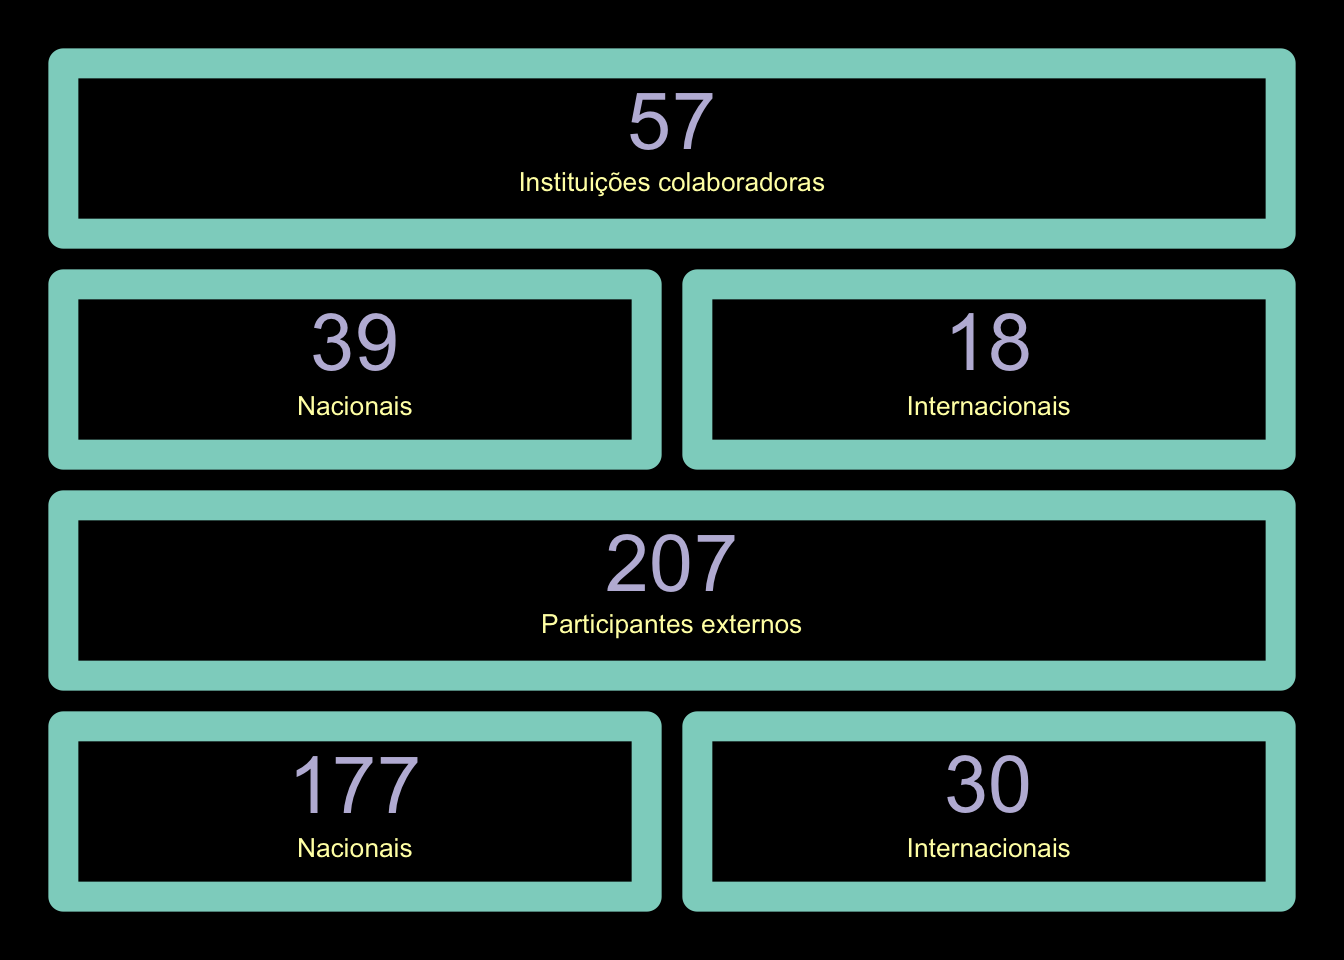 57
Instituições colaboradoras
39
Nacionais
18
Internacionais
207
Participantes externos
177
Nacionais
30
Internacionais